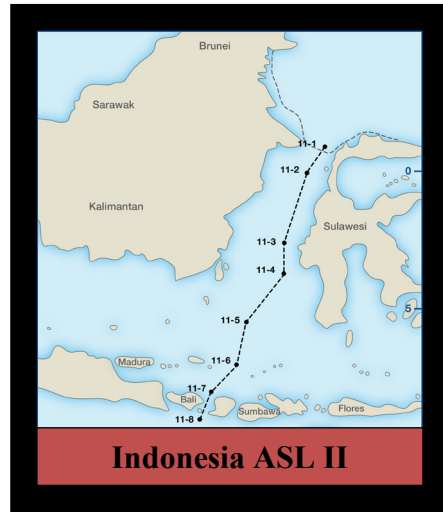 Brunei
Sarawak
11-1
11-2
0
Kalimantan
Sulawesi
11-3
11-4
5
11-5
Madura
11-6
11-7
Bali
Sumbawa
Flores
11-8
Indonesia ASL II